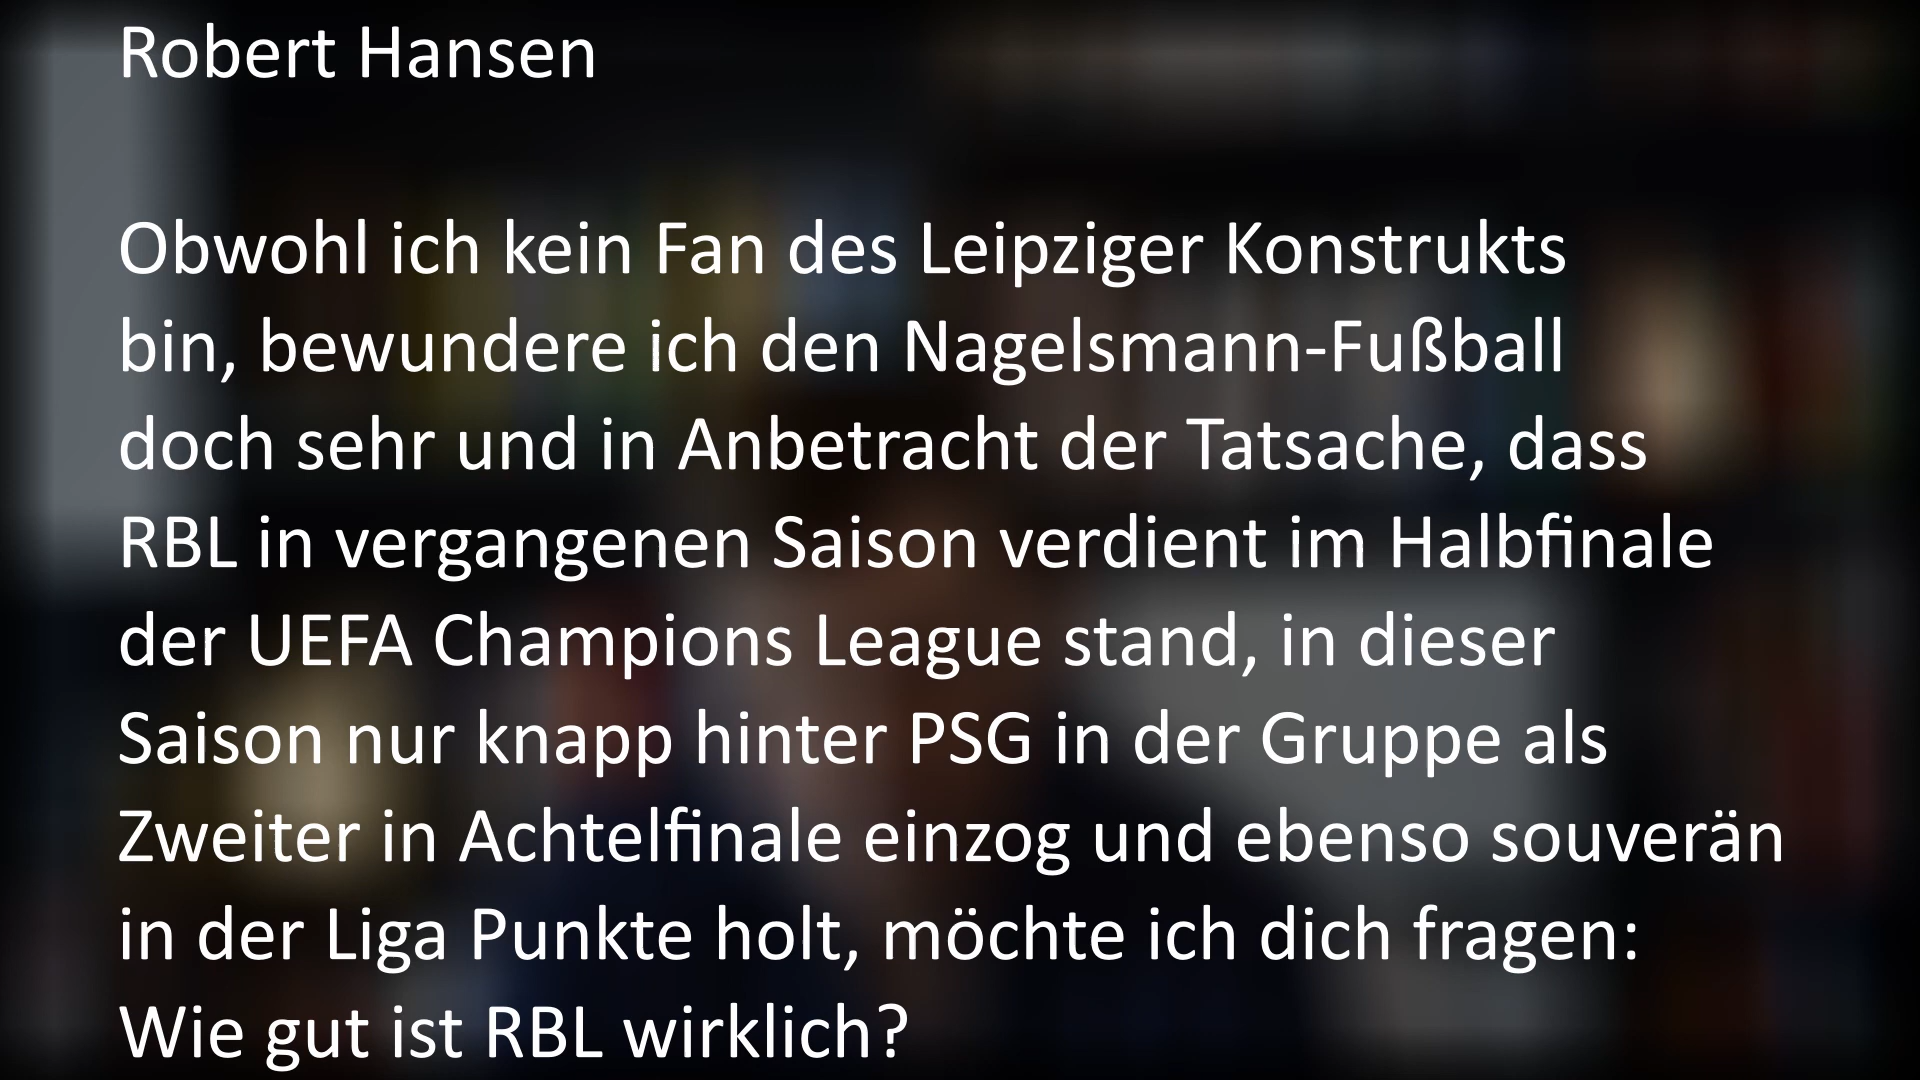 Robert Hansen
Obwohl ich kein Fan des Leipziger Konstrukts
bin, bewundere ich den Nagelsmann-Fußball
doch sehr und in Anbetracht der Tatsache, dass
RBL in vergangenen Saison verdient im Halbfinale
der UEFA Champions League stand, in dieser
Saison nur knapp hinter PSG in der Gruppe als
Zweiter in Achtelfinale einzog und ebenso souverän
in der Liga Punkte holt, möchte ich dich fragen:
Wie gut ist RBL wirklich?